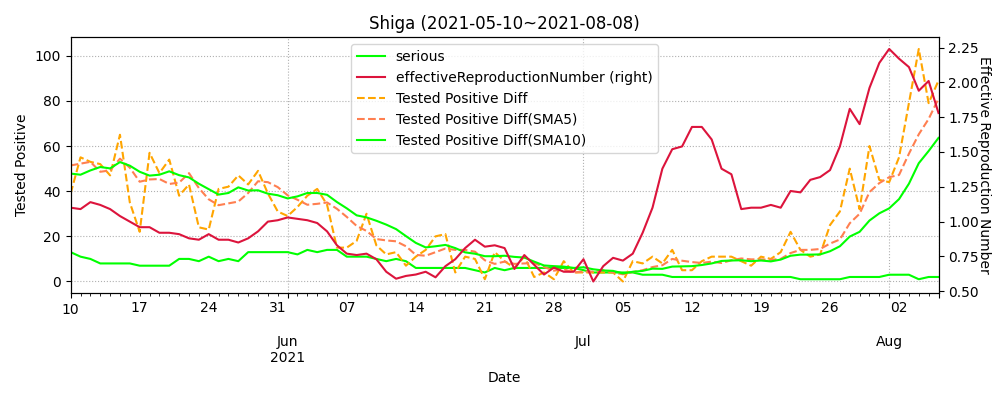 Shiga (2021-05-10~2021-08-08)
serious
effectiveReproductionNumber (right)
Tested Positive Diff
Tested Positive Diff(SMA5)
Tested Positive Diff(SMA10)
Tested Positive
100
80
60
40
20
0
2.25
2.00
1.75
1.50
1.25
1.00
0.75
0.50
Effective Reproduction Number
10 17 24 31 07 14 21 28 05 12 19 26 02
Jun Jul Aug
2021
Date